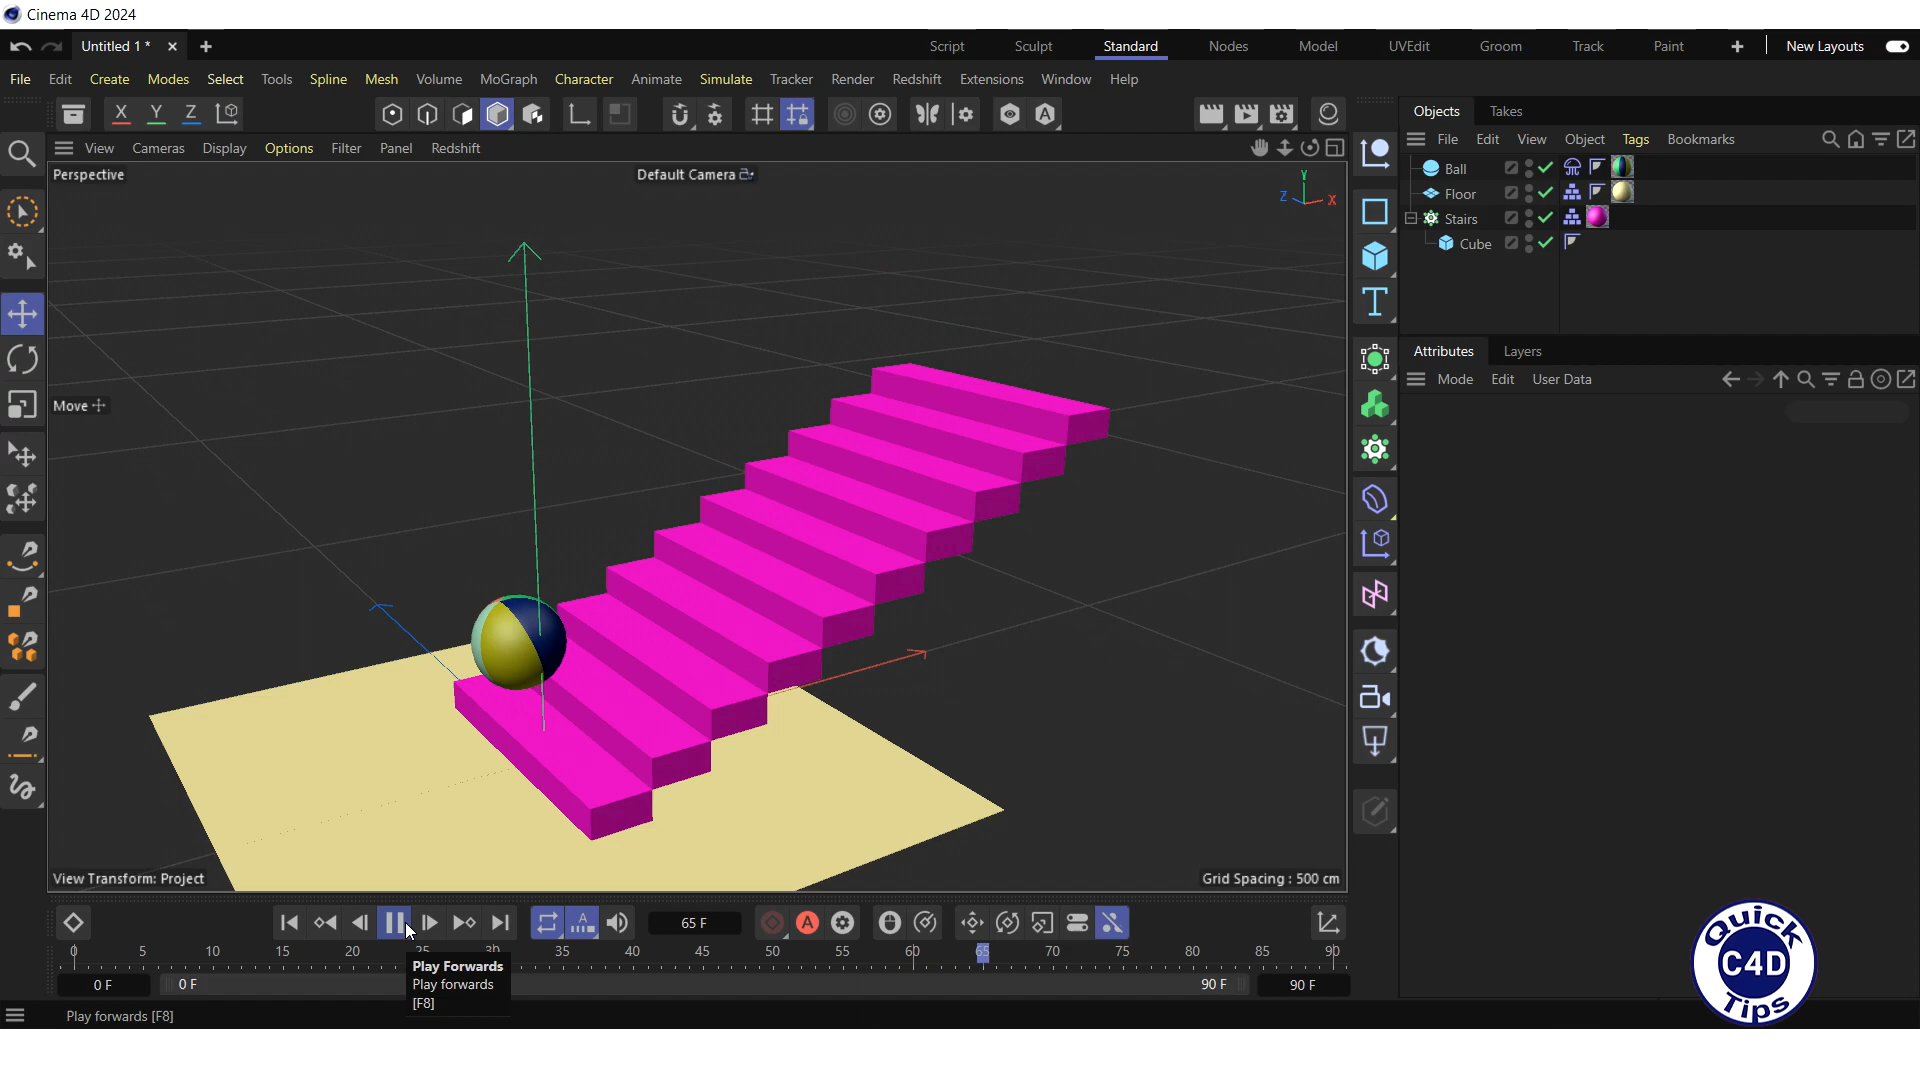 Cinema 4D 2024
Untitled 1 *
Script Sculpt Standard Nodes Model UVEdit Groom Track Paint New Layouts
File Edit Create Modes Select Tools Spline Mesh Volume MoGraph Character Animate Simulate Tracker Render Redshift Extensions Window Help
X Y Z
A
Objects Takes
File Edit View Object Tags Bookmarks
View Cameras Display Options Filter Panel Redshift
Perspective
Default Camera
Y
Z
X
Ball
Floor
Stairs
Cube
Attributes Layers
Mode Edit User Data
Move
View Transform: Project
Grid Spacing : 500 cm
A
65 F
A
0 5 10 15 20 25 30 35 40 45 50 55 60 65 70 75 80 85 90
Play Forwards
Play forwards
[F8]
0 F
0 F
90 F
90 F
Play forwards [F8]
Quick
C4D
Tips